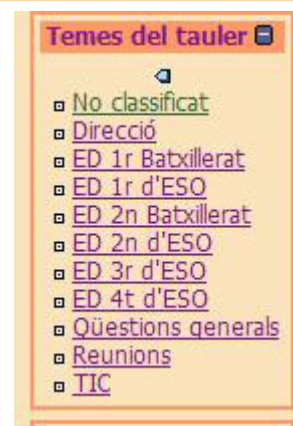 Temes del tauler
No classificat
Direcció
ED 1r Batxillerat
ED 1r d'ESO
ED 2n Batxillerat
ED 2n d'ESO
ED 3r d'ESO
ED 4t d'ESO
Qüestions generals
Reunions
TIC